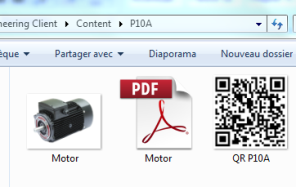 neering Client ▸ Content ▸ P10A
èque ▼ Partager avec ▼ Diaporama Nouveau dossier
PDF
Motor Motor QR P10A